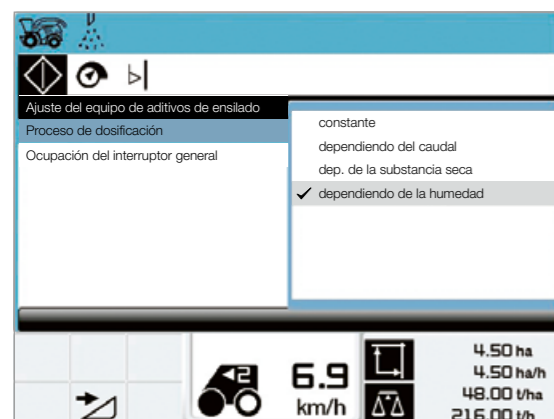 Ajuste del equipo de aditivos de ensilado
Proceso de dosificación
Ocupación del interruptor general
constante
dependiendo del caudal
dep. de la substancia seca
dependiendo de la humedad
2
6.9
km/h
4.50 ha
4.50 ha/h
48.00 t/ha
216.00 t/h